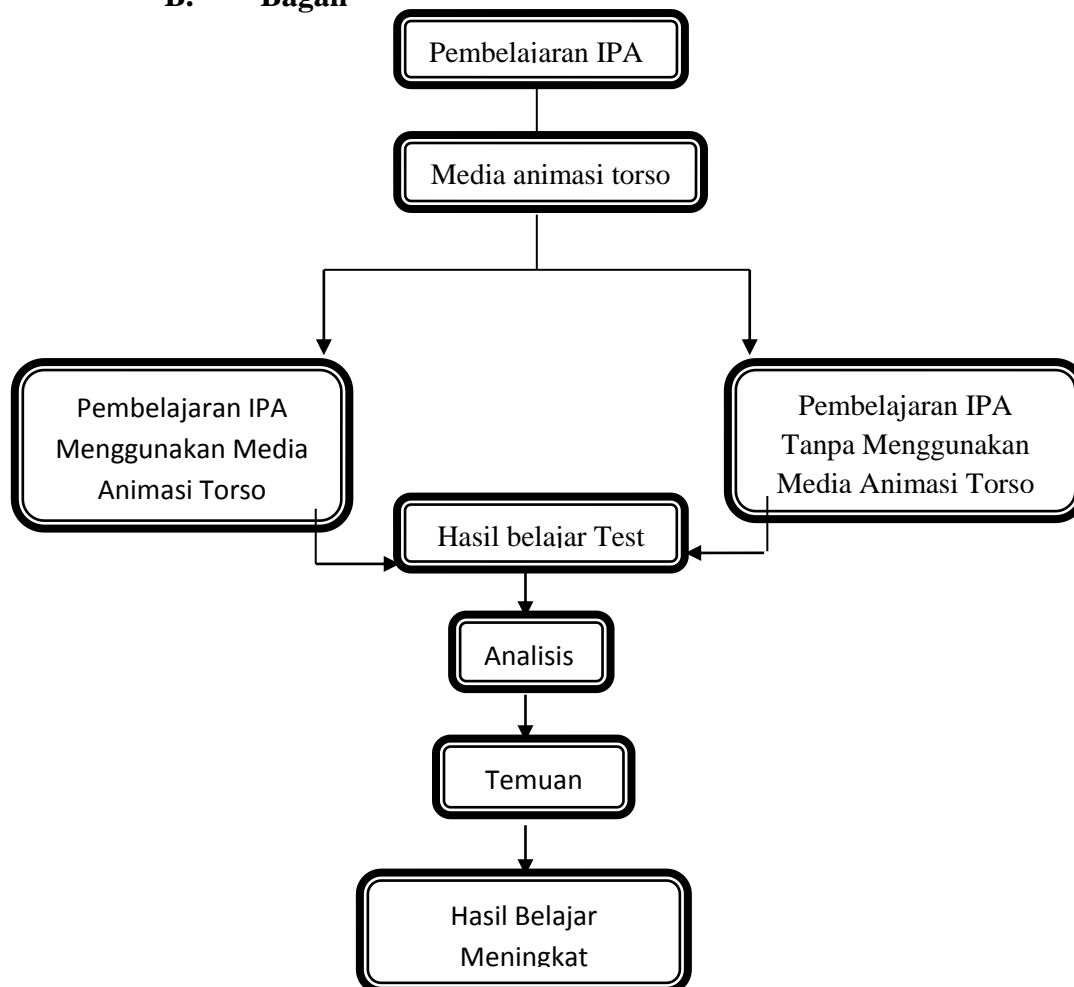 B. Bagan
Pembelajaran IPA
Media animasi torso
Pembelajaran IPA
Menggunakan Media
Animasi Torso
Pembelajaran IPA
Tanpa Menggunakan
Media Animasi Torso
Hasil belajar Test
Analisis
Temuan
Hasil Belajar
Meningkat